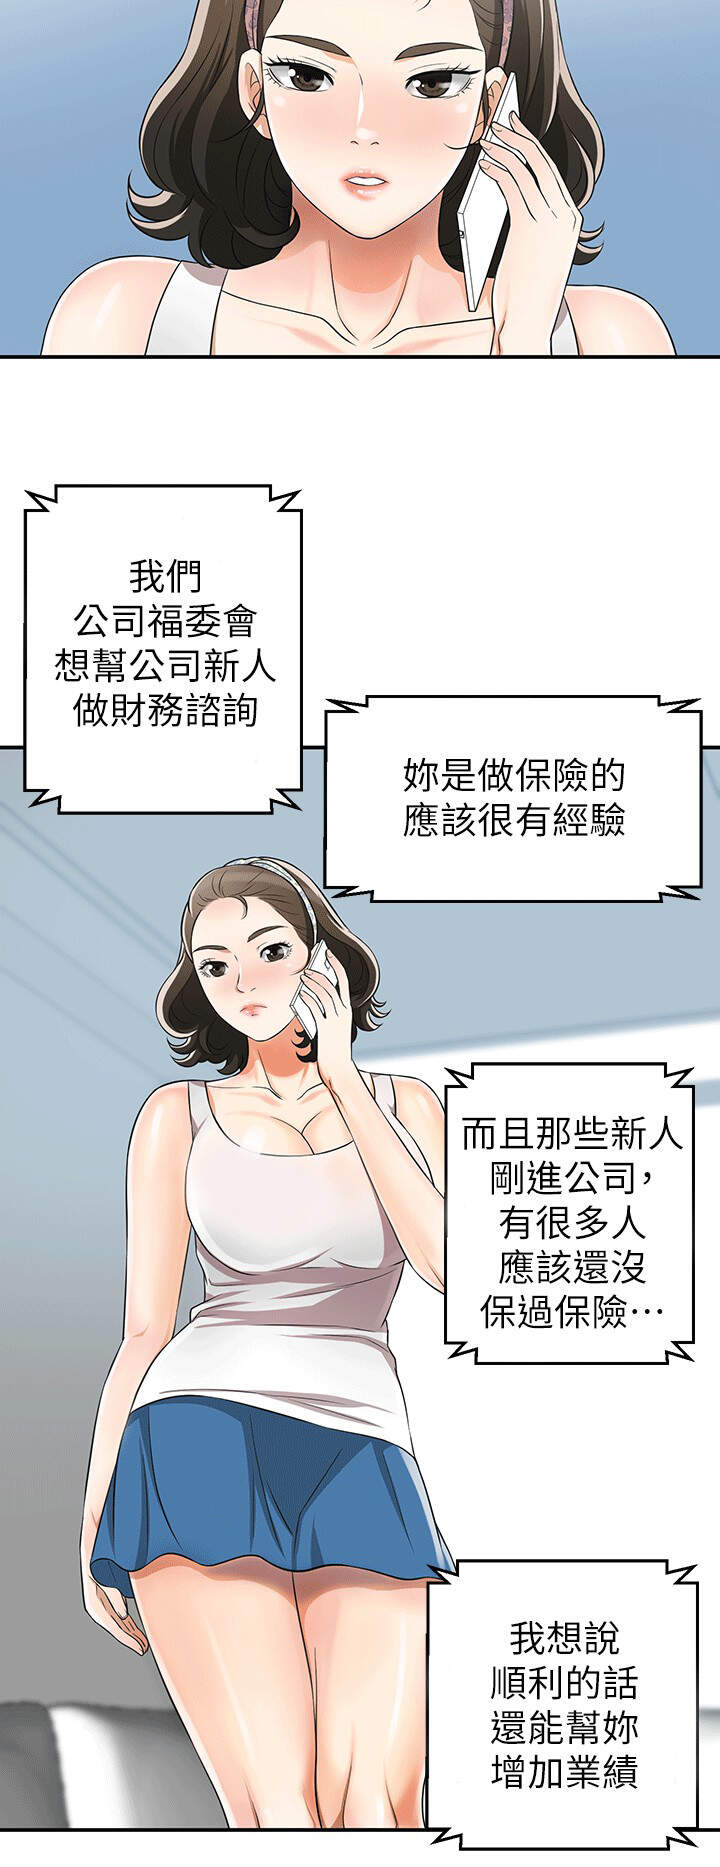 我們
公司福委會
想幫公司新人
做財務諮詢
妳是做保險的
應該很有經驗
而且那些新人
剛進公司，
有很多人
應該還沒
保過保險…
我想說
順利的話
還能幫妳
增加業績